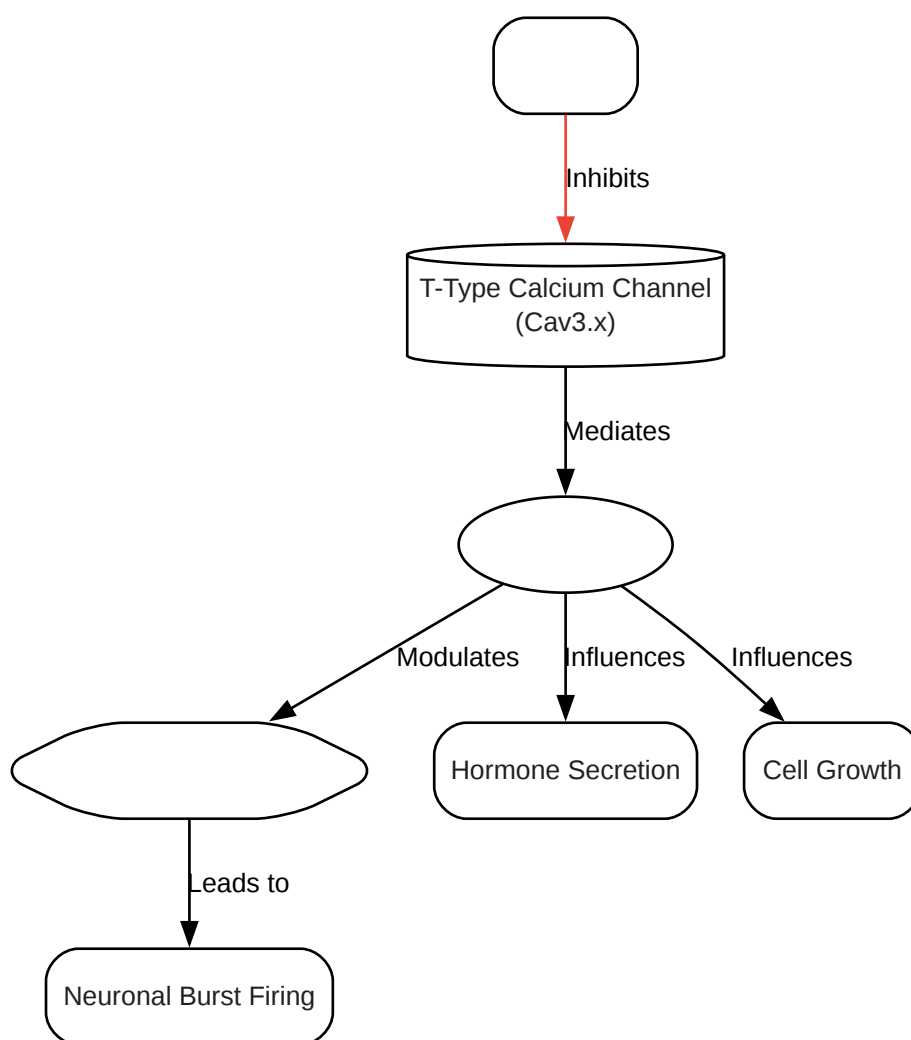 Inhibits
T-Type Calcium Channel
(Cav3.x)
Mediates
Modulates
Influences
Influences
Hormone Secretion
Cell Growth
Leads to
Neuronal Burst Firing